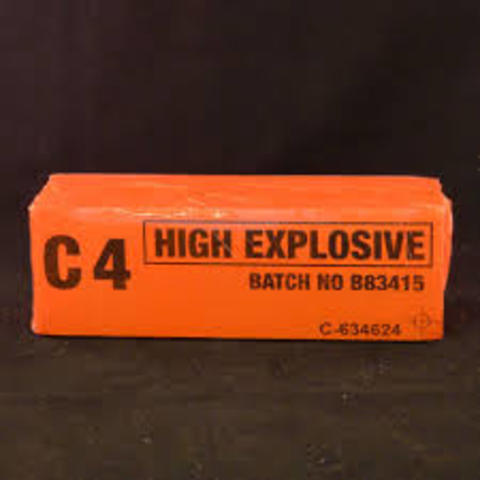 C4
HIGH EXPLOSIVE
BATCH NO B83415
C-634624